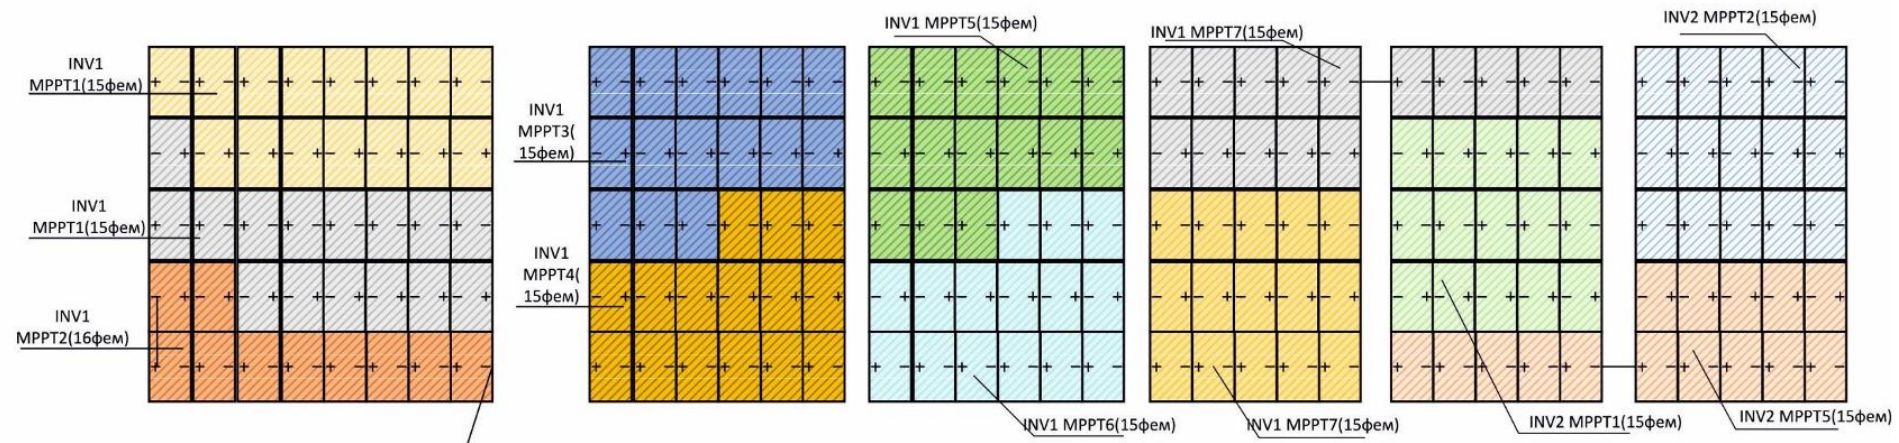 INV1
MPPT1(15фем)
INV1
MPPT1(15фем)
INV1
MPPT2(16фем)
INV1
MPPT3(
15фем)
INV1
MPPT4(
15фем)
INV1 MPPT5(15фем)
INV1 MPPT6(15фем)
INV1 MPPT7(15фем)
INV1 MPPT7(15фем)
INV2 MPPT1(15фем)
INV2 MPPT2(15фем)
INV2 MPPT5(15фем)